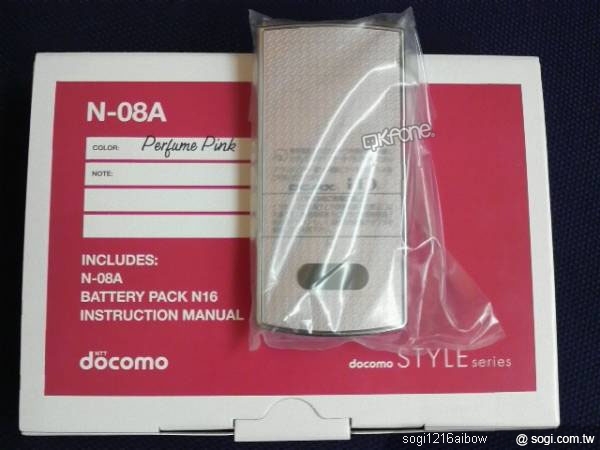 N-08A
COLOR: Perfume Pink
NOTE:
INCLUDES:
N-08A
BATTERY PACK N16
INSTRUCTION MANUAL
NTT
docomo
docomo STYLE series
QKfone
sogi1216aibow @ sogi.com.tw